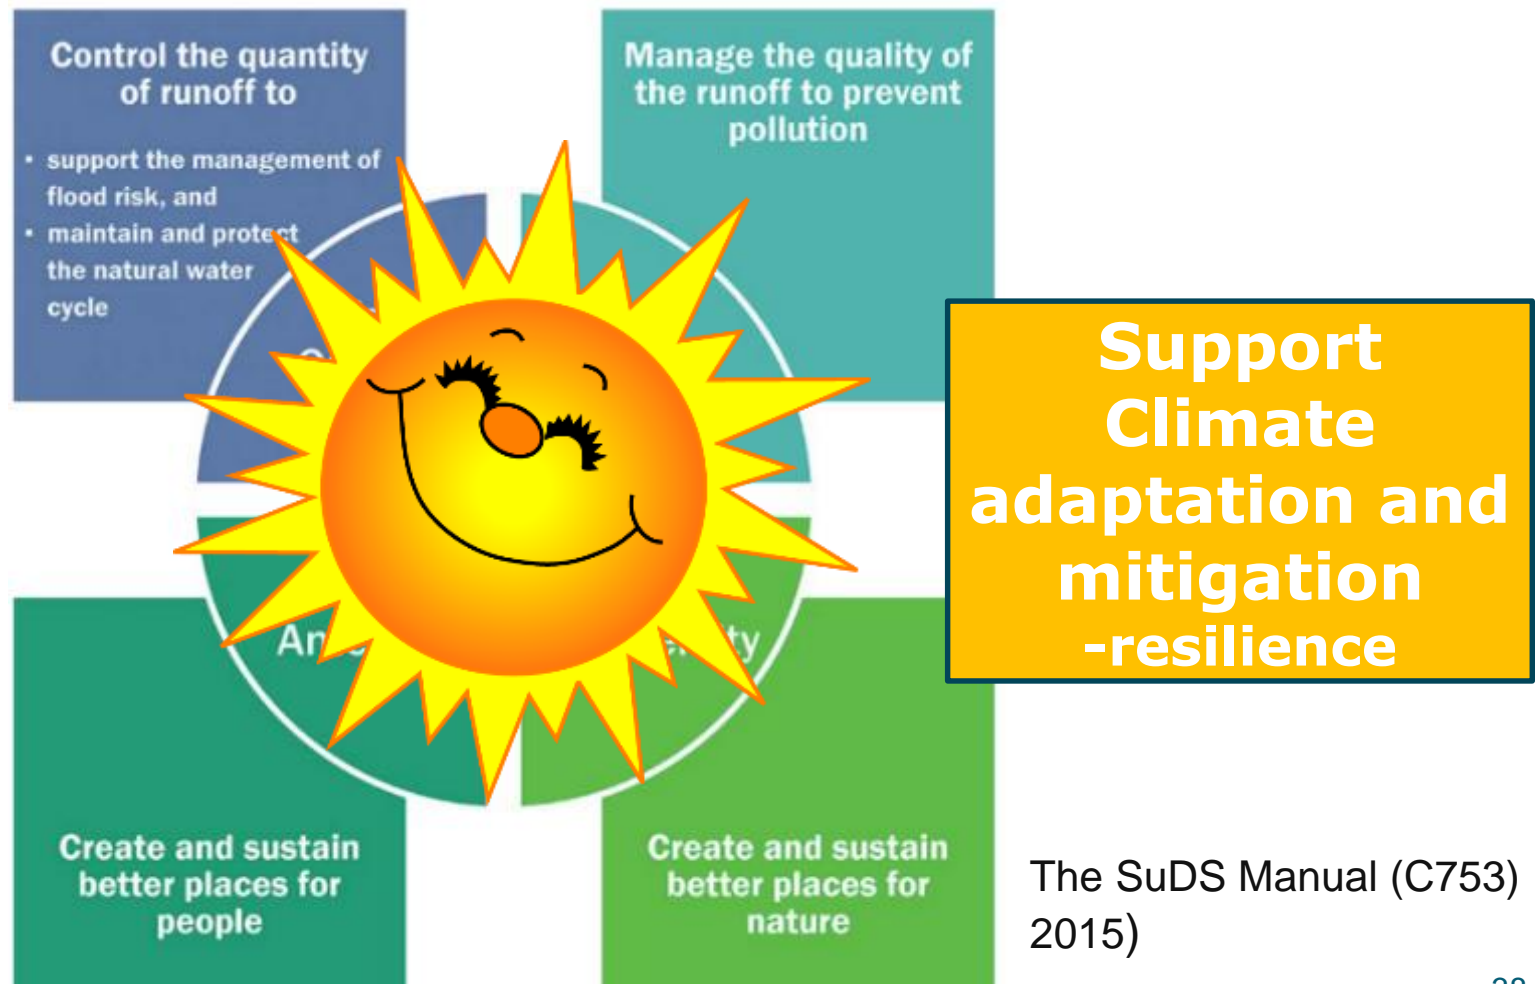 Control the quantity
of runoff to
• support the management of
flood risk, and
• maintain and protect
the natural water
cycle
Manage the quality of
the runoff to prevent
pollution
Support
Climate
adaptation and
mitigation
-resilience
Create and sustain
better places for
people
Create and sustain
better places for
nature
The SuDS Manual (C753)
2015)